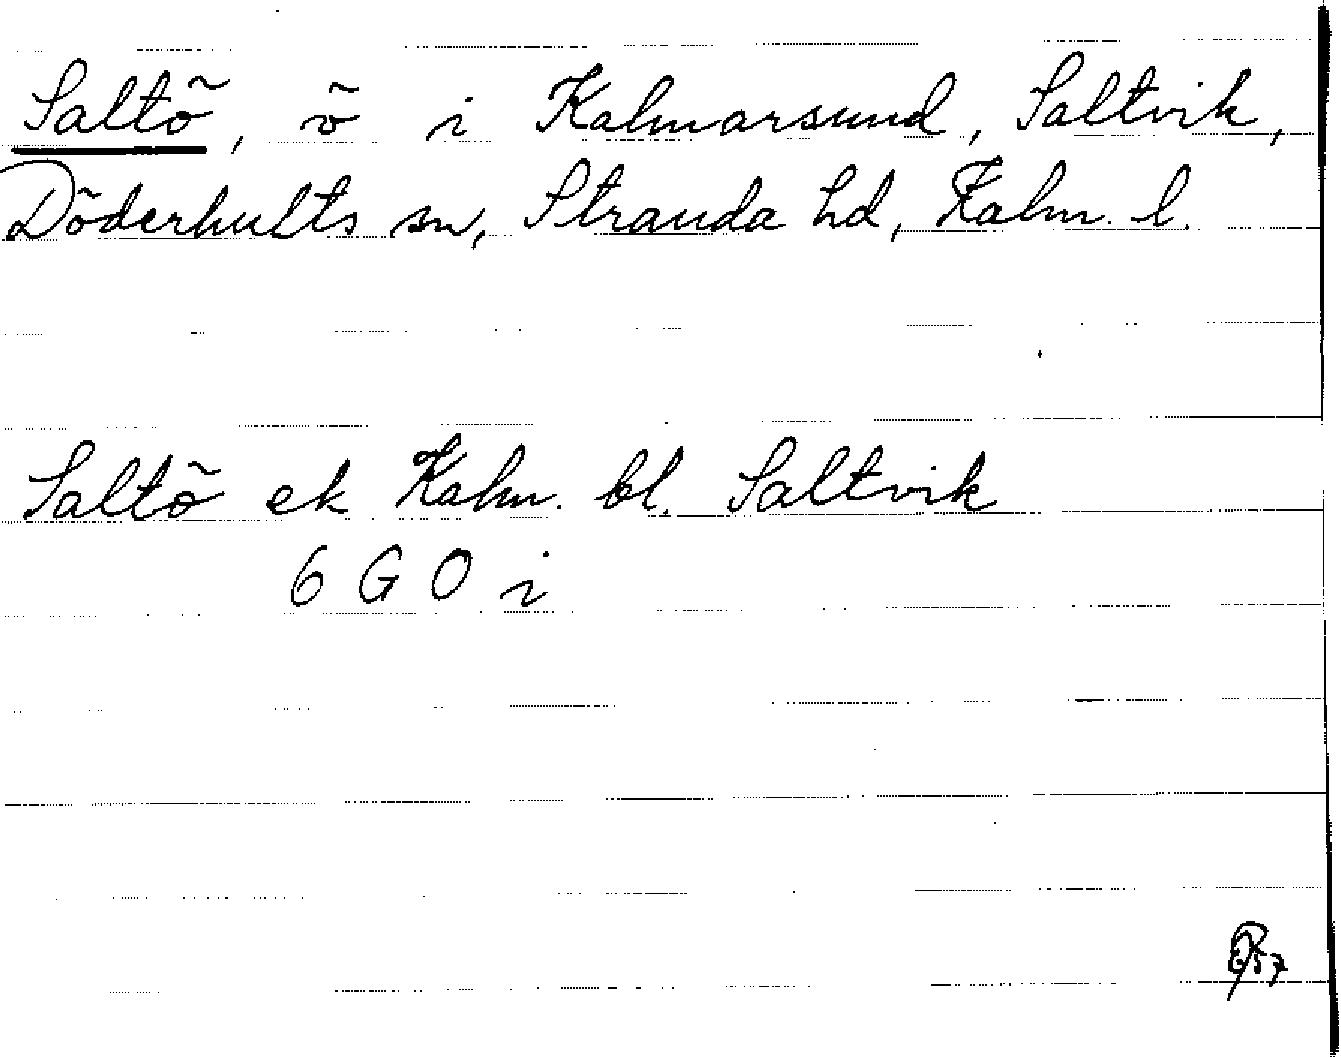 Saltö, ö i Kalmarsund, Saltvik,
Döderhults sn, Stranda hd, Kalm. l.
Saltö ek Kalm. bl. Saltvik
6 G O i